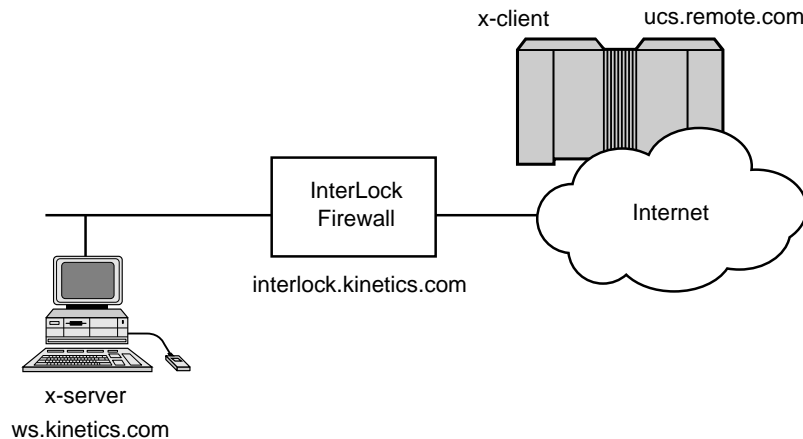 x-client
ucs.remote.com
InterLock
Firewall
Internet
interlock.kinetics.com
x-server
ws.kinetics.com